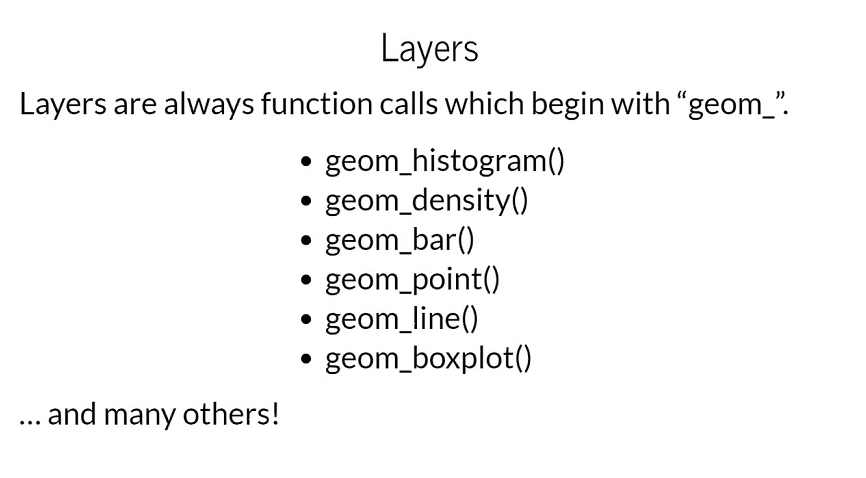 Layers
Layers are always function calls which begin with “geom_”.
• geom_histogram()
• geom_density()
• geom_bar()
• geom_point()
• geom_line()
• geom_boxplot()
... and many others!